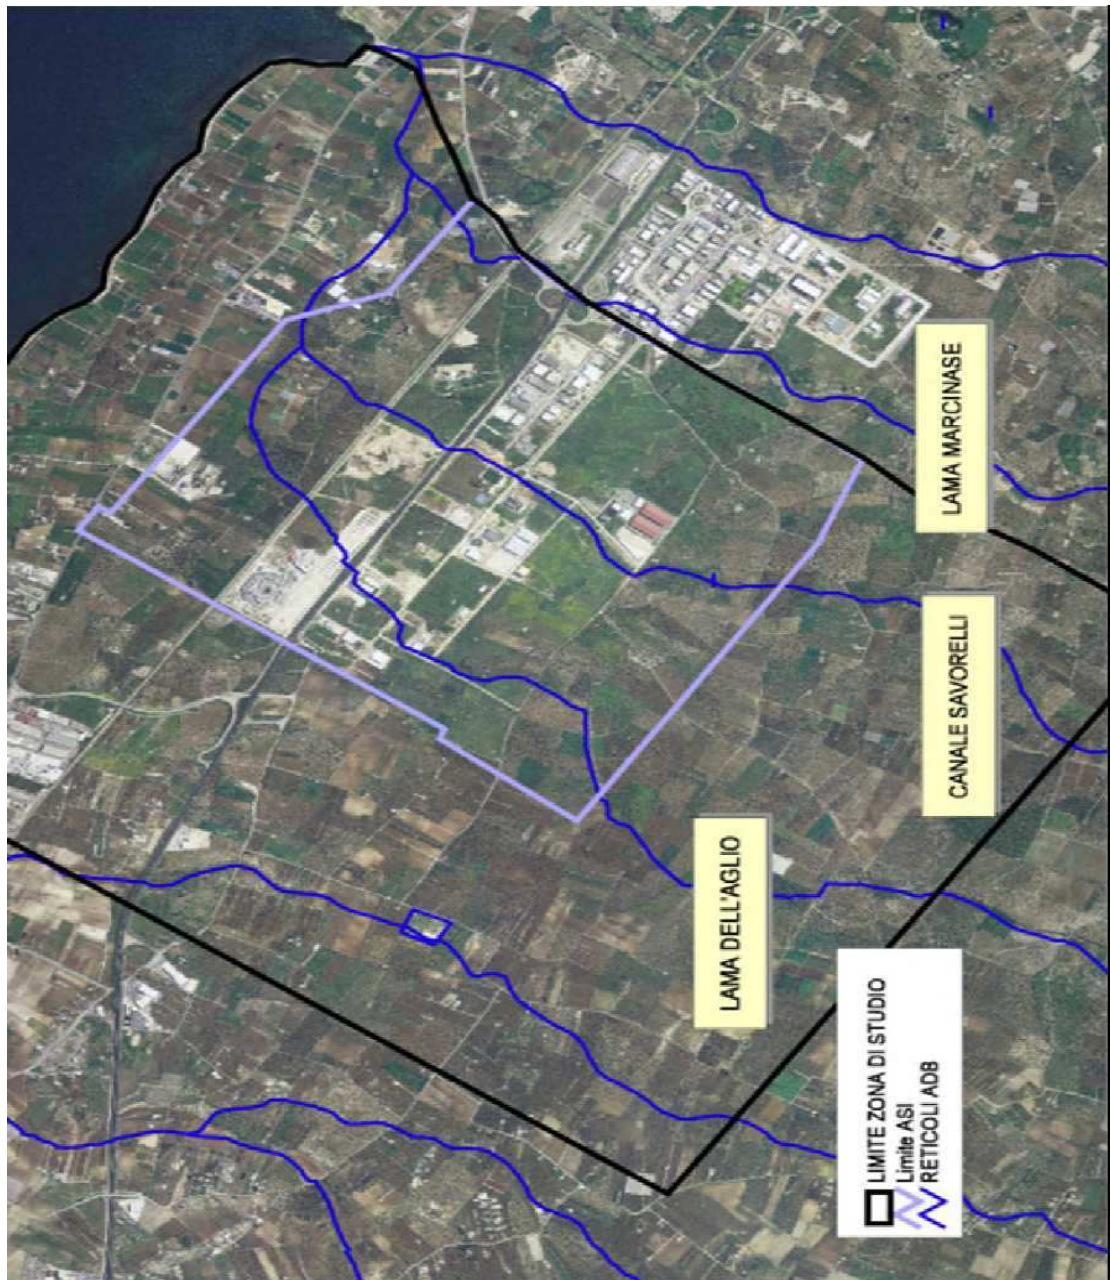 LAMA MARCINASE
CANALE SAVORELLI
LAMA DELL'AGLIO
LIMITE ZONA DI STUDIO
Limite ASI
RETICOLI ADB